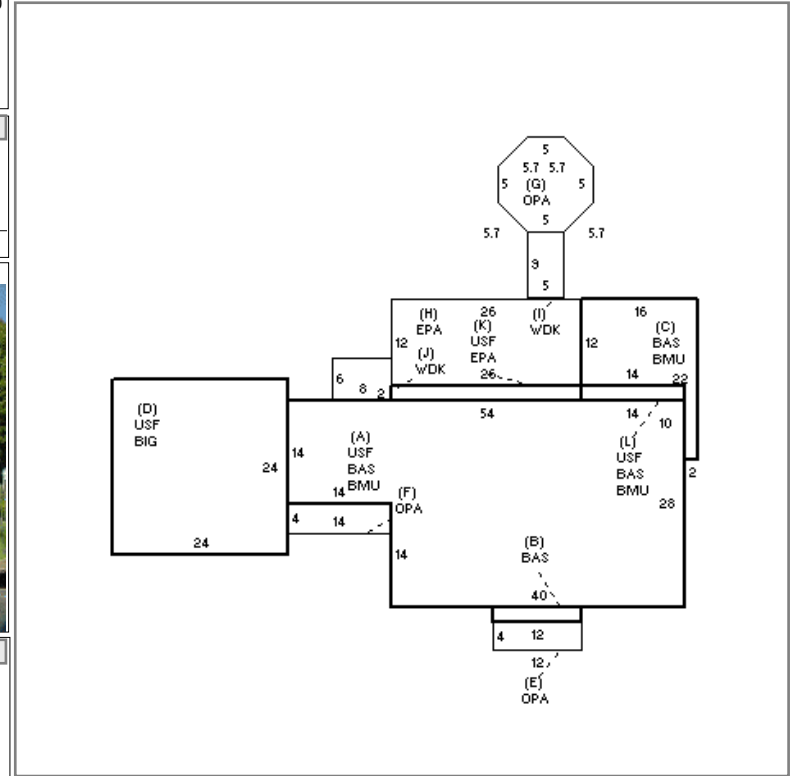 5
5.7 5.7
5 (G) 5
OPA
5
5.7 5.7
9
5
(H) 26 (I) 16
EPA (K) WDK (C)
12 USF 12 BAS
(J) EPA BMU
WDK 26 14 22
6 8 2
(D) 54 14 10
USF
BIG
(A) (L)
14 USF USF
BAS BAS
24 BMU BMU 2
14 (F) 28
OPA
4 14
24 14 (B)
BAS
40
4 12
12
(E)
OPA